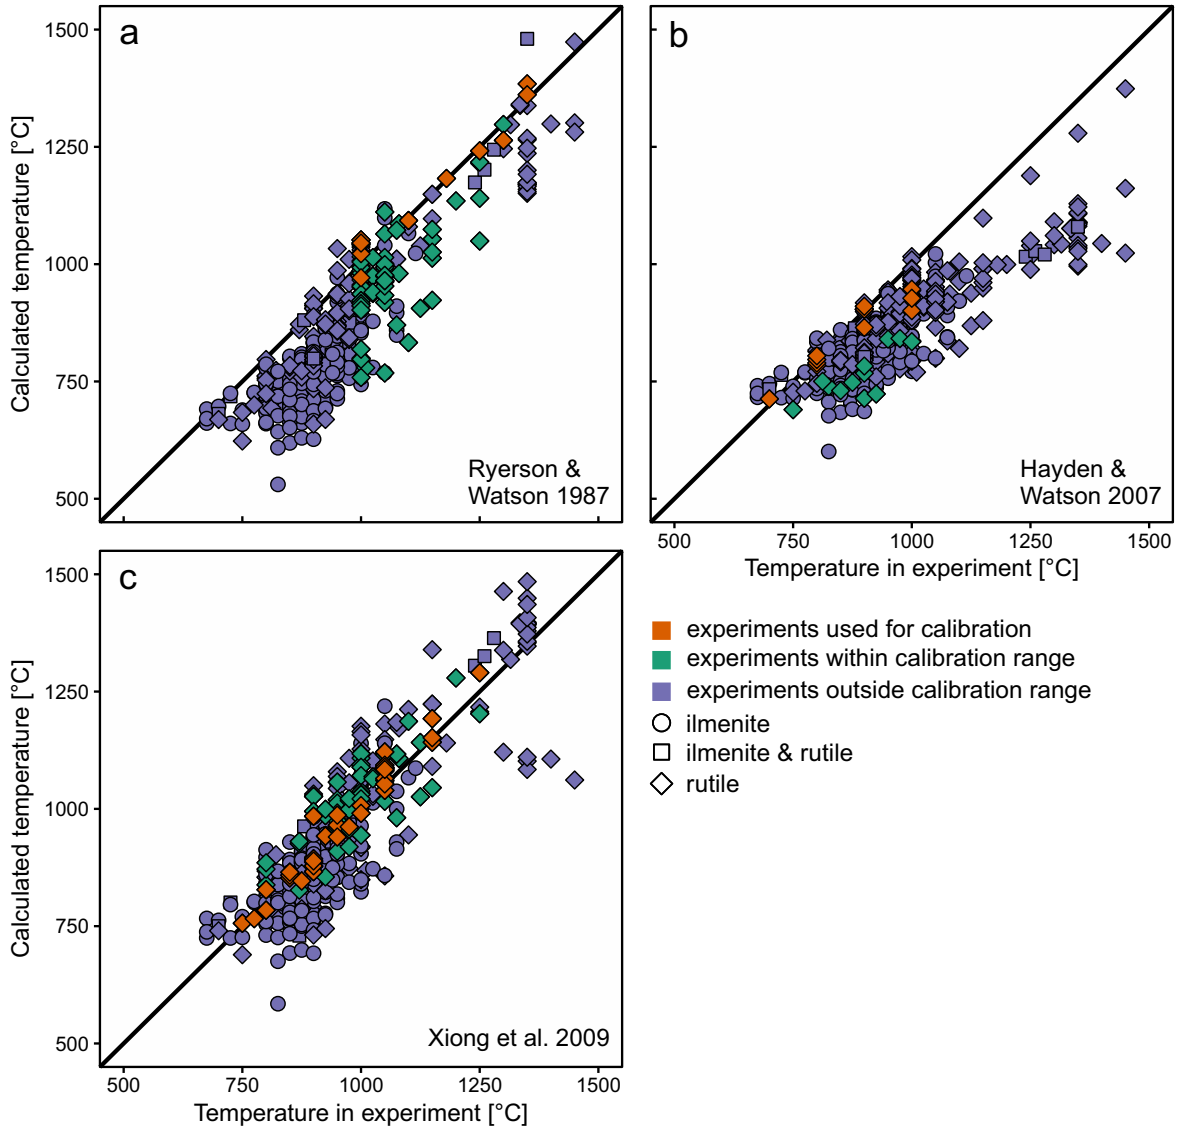 a
1500
1250
1000
750
500
Calculated temperature [°C]
Ryerson &
Watson 1987
b
Hayden &
Watson 2007
500
750
1000
1250
1500
Temperature in experiment [°C]
c
1500
1250
1000
750
500
Calculated temperature [°C]
Xiong et al. 2009
500
750
1000
1250
1500
Temperature in experiment [°C]
experiments used for calibration
experiments within calibration range
experiments outside calibration range
ilmenite
ilmenite & rutile
rutile